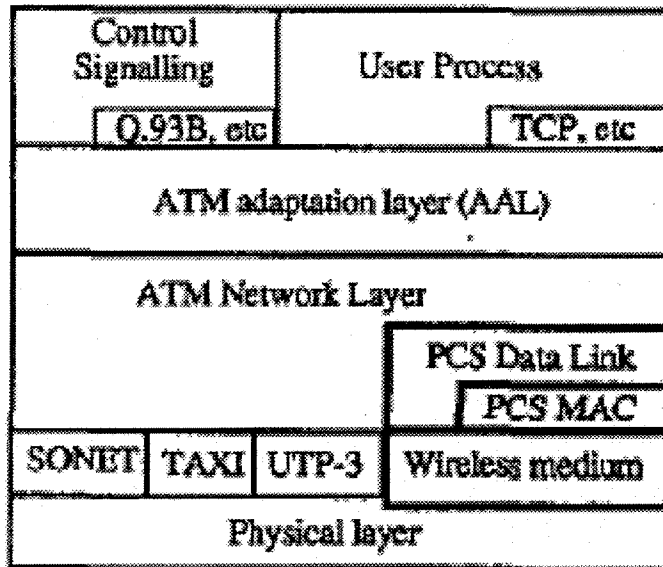 Control
Signalling
User Process
Q.93B, etc
TCP, etc
ATM adaptation layer (AAL)
ATM Network Layer
PCS Data Link
PCS MAC
SONET
TAXI
UTP-3
Wireless medium
Physical layer